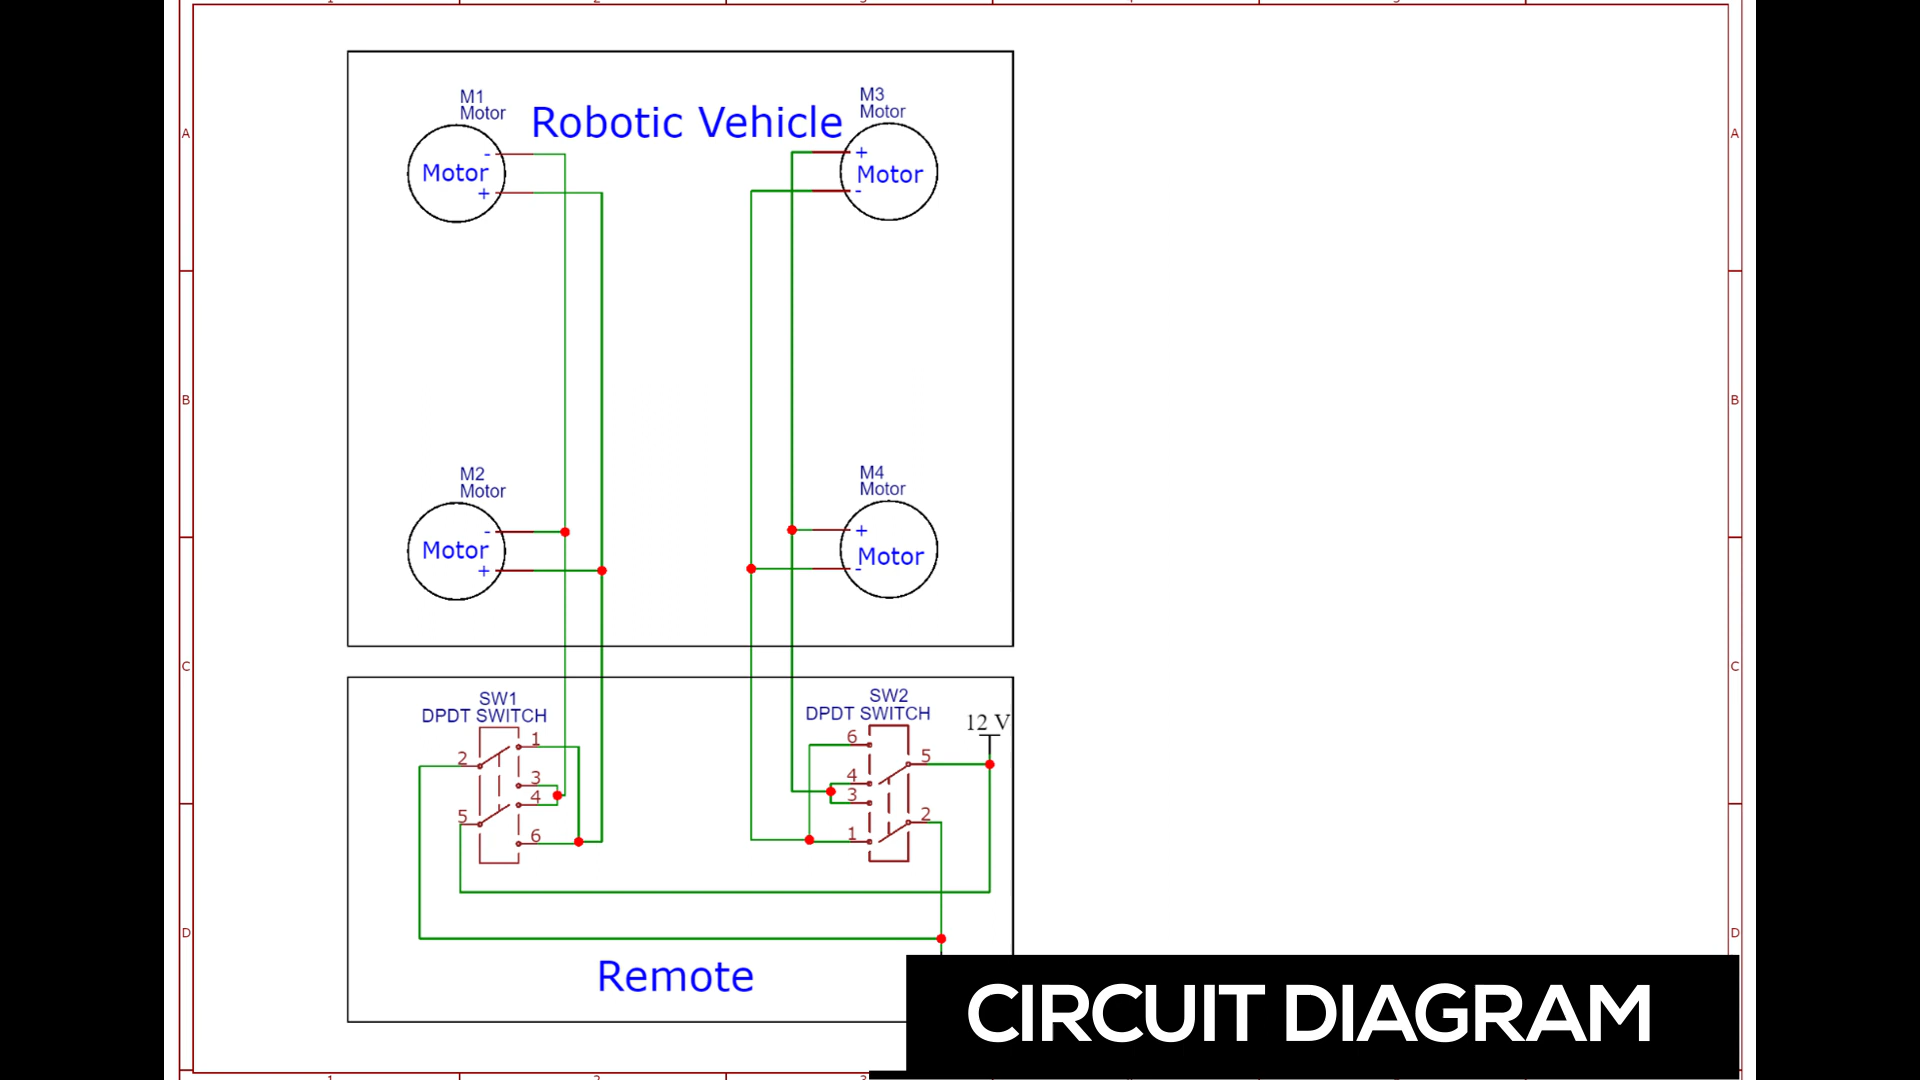 M1
Motor
Robotic Vehicle
M3
Motor
-
Motor
+
+
Motor
-
A
A
B
B
M2
Motor
M4
Motor
-
Motor
+
+
Motor
-
C
C
SW1
DPDT SWITCH
SW2
DPDT SWITCH
12 V
1
2
3
4
5
6
6
5
4
3
2
1
D
D
Remote
CIRCUIT DIAGRAM